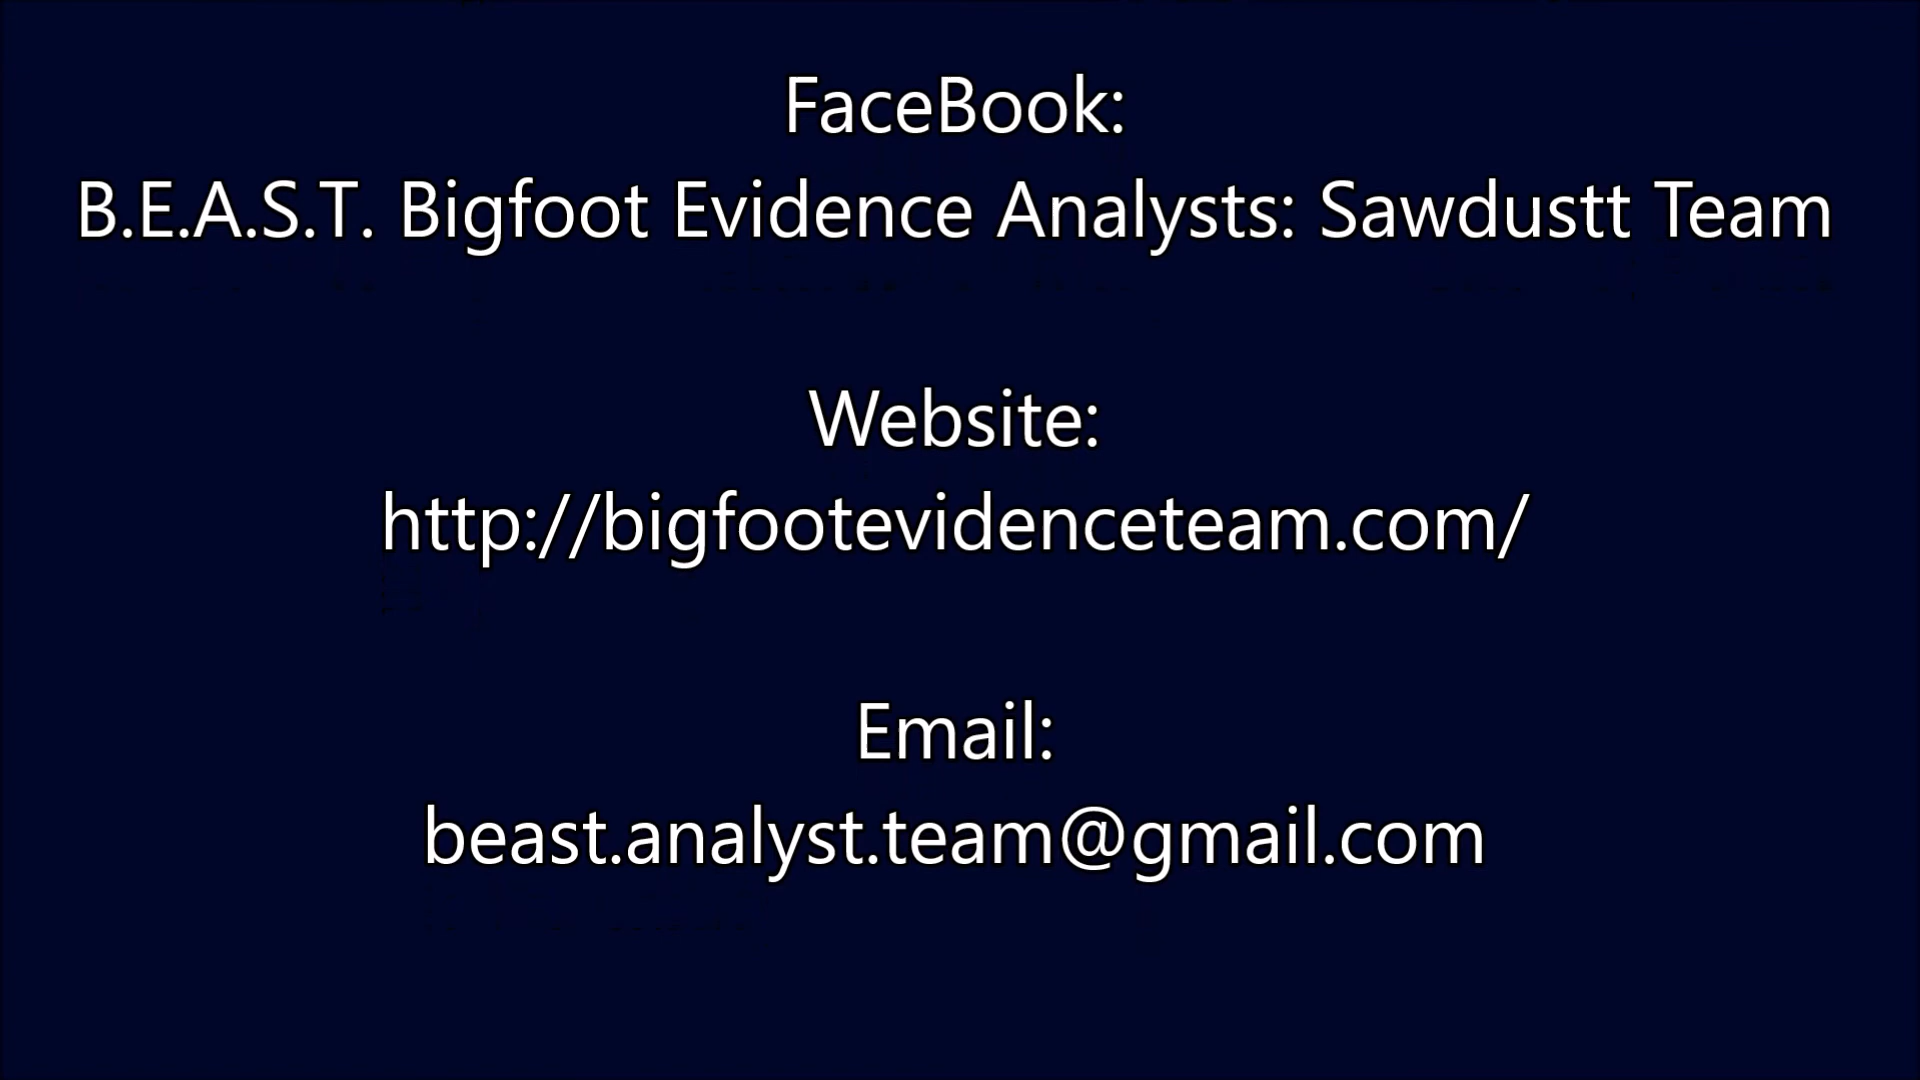 FaceBook:
B.E.A.S.T. Bigfoot Evidence Analysts: Sawdustt Team
Website:
http://bigfootevidenceteam.com/
Email:
beast.analyst.team@gmail.com